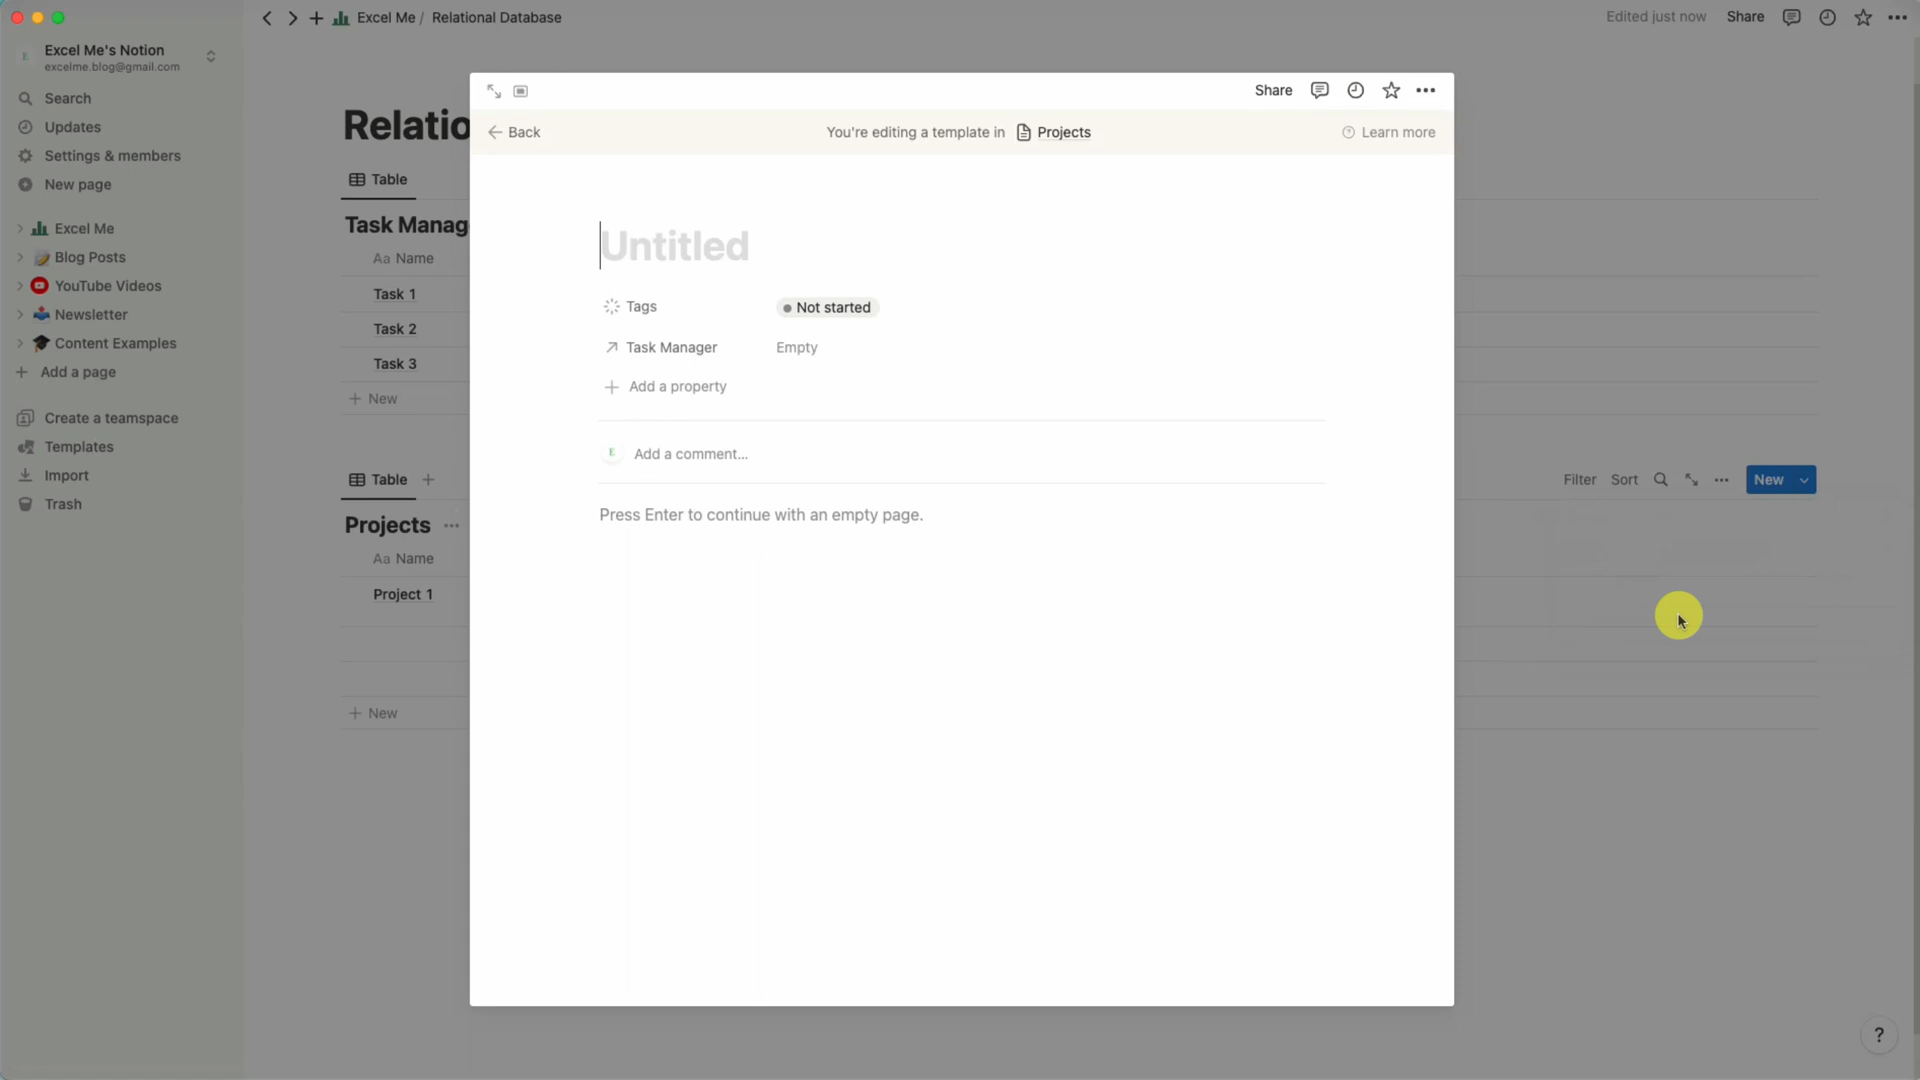 Excel Me / Relational Database
Edited just now
Share
E
Excel Me's Notion
excelme.blog@gmail.com
Search
Updates
Settings & members
New page
Excel Me
Blog Posts
YouTube Videos
Newsletter
Content Examples
Add a page
Create a teamspace
Templates
Import
Trash
Relatio
Table
Task Manag
Aa Name
Task 1
Task 2
Task 3
+ New
Table +
Filter
Sort
New
Projects
Aa Name
Project 1
+ New
Share
Back
You're editing a template in Projects
Learn more
Untitled
Tags
Not started
Task Manager
Empty
Add a property
E
Add a comment...
Press Enter to continue with an empty page.
?